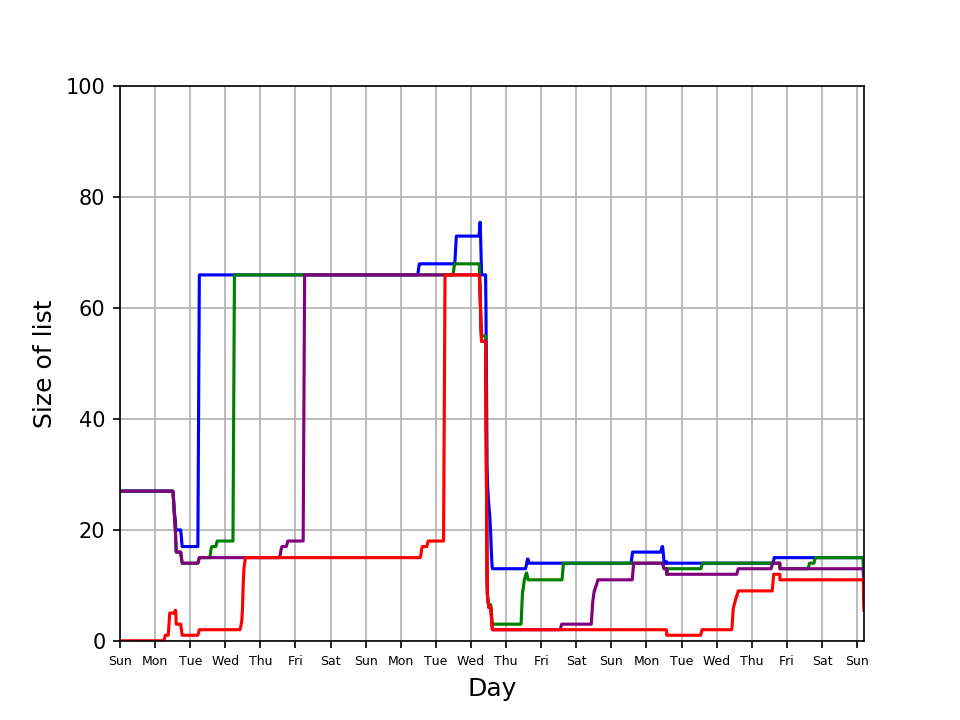 100
80
60
40
20
0
Size of list
Sun Mon Tue Wed Thu Fri Sat Sun Mon Tue Wed Thu Fri Sat Sun Mon Tue Wed Thu Fri Sat Sun
Day